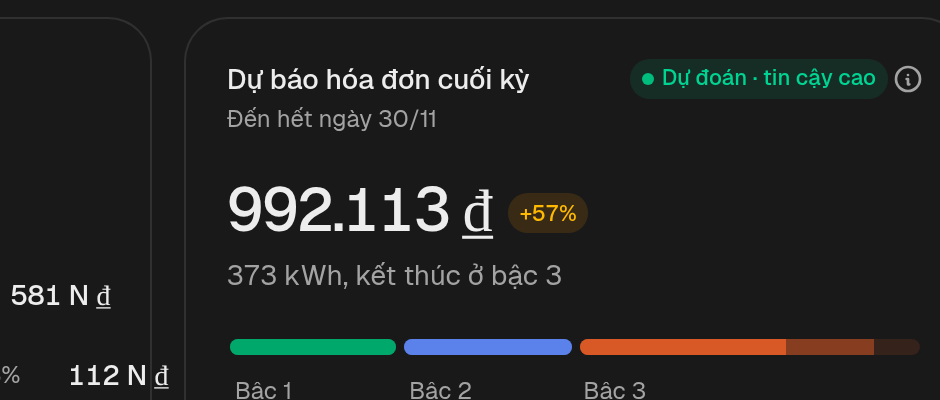 Dự báo hóa đơn cuối kỳ
Dự đoán · tin cậy cao
Đến hết ngày 30/11
992.113 ₫
+57%
373 kWh, kết thúc ở bậc 3
581 N ₫
%
112 N ₫
Bậc 1
Bậc 2
Bậc 3